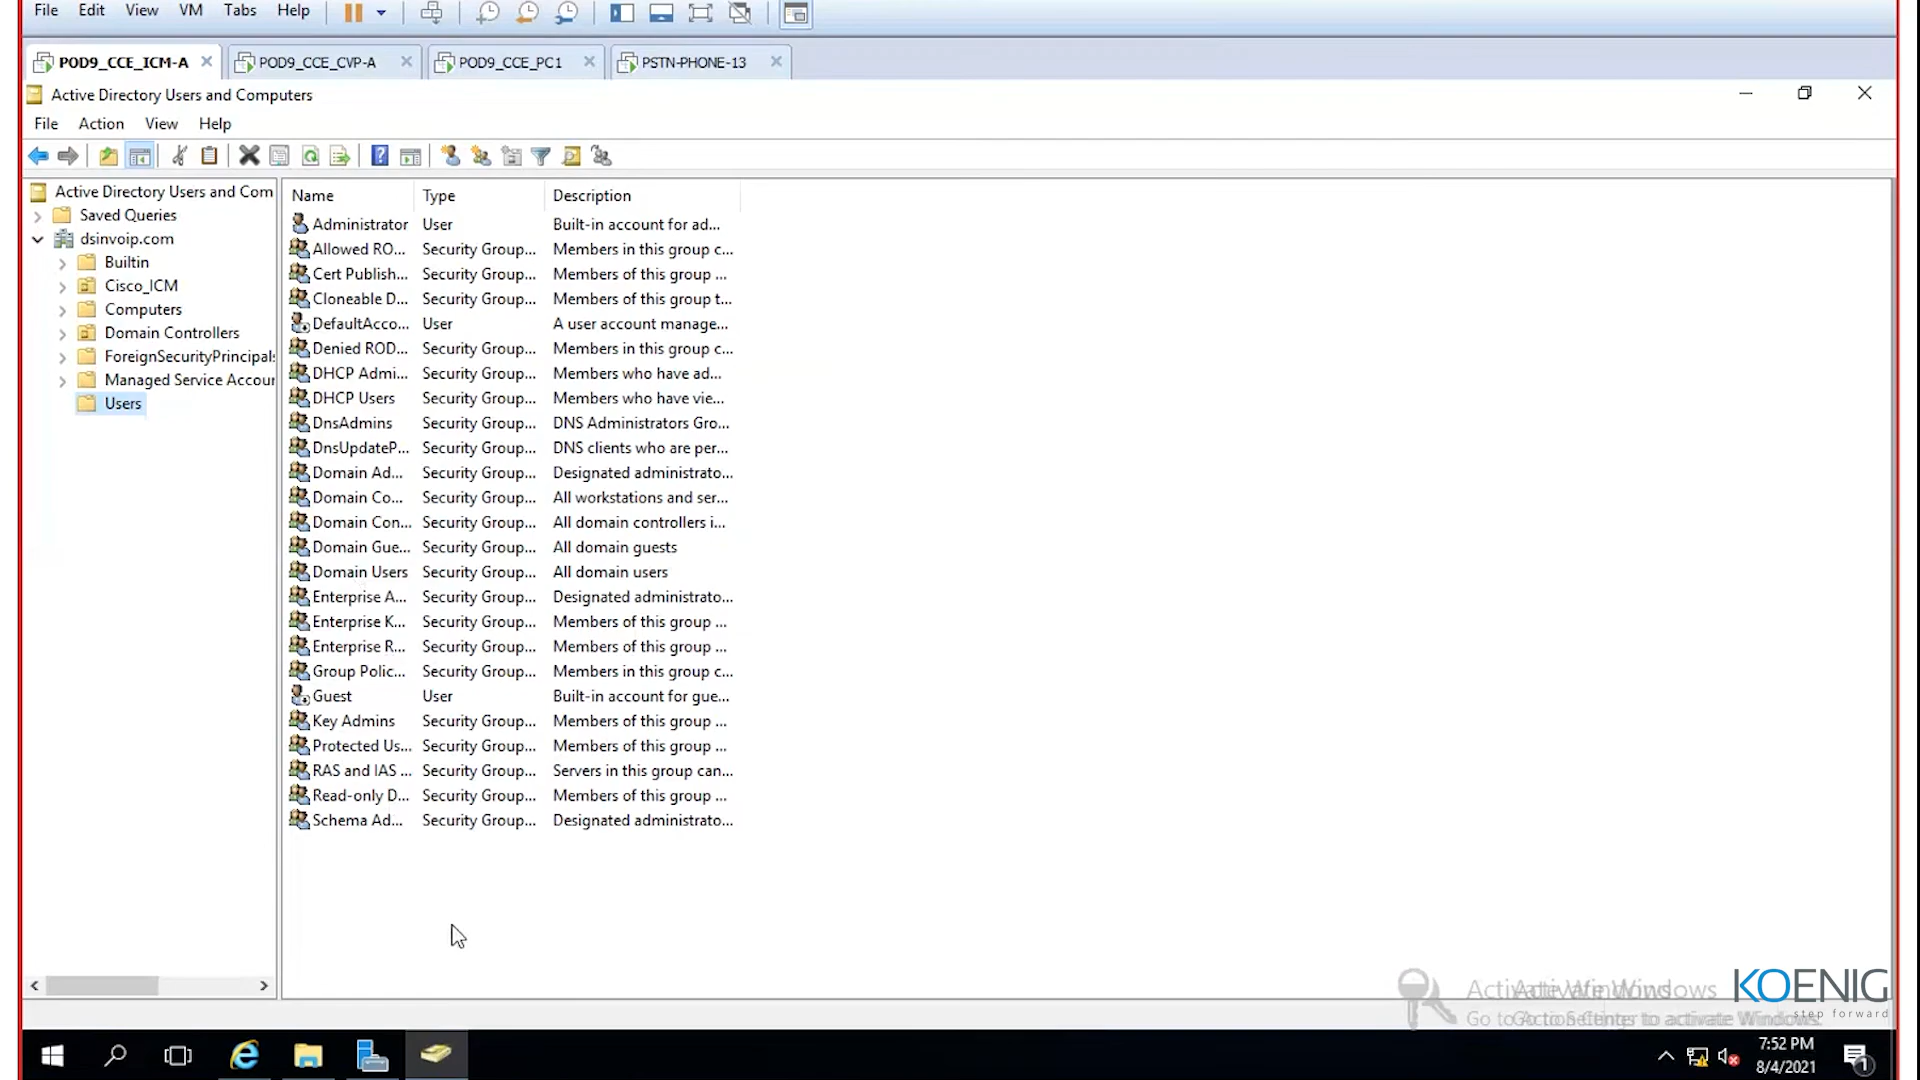 File Edit View VM Tabs Help
POD9_CCE_ICM-A POD9_CCE_CVP-A POD9_CCE_PC1 PSTN-PHONE-13
Active Directory Users and Computers
File Action View Help
Active Directory Users and Com
Saved Queries
dsinvoip.com
Builtin
Cisco_ICM
Computers
Domain Controllers
ForeignSecurityPrincipals
Managed Service Accoun
Users
Name Type Description
Administrator User Built-in account for ad...
Allowed RO... Security Group... Members in this group c...
Cert Publish... Security Group... Members of this group ...
Cloneable D... Security Group... Members of this group t...
DefaultAcco... User A user account manage...
Denied ROD... Security Group... Members in this group c...
DHCP Admi... Security Group... Members who have ad...
DHCP Users Security Group... Members who have vie...
DnsAdmins Security Group... DNS Administrators Gro...
DnsUpdateP... Security Group... DNS clients who are per...
Domain Ad... Security Group... Designated administrato...
Domain Co... Security Group... All workstations and ser...
Domain Con... Security Group... All domain controllers i...
Domain Gue... Security Group... All domain guests
Domain Users Security Group... All domain users
Enterprise A... Security Group... Designated administrato...
Enterprise K... Security Group... Members of this group ...
Enterprise R... Security Group... Members of this group ...
Group Polic... Security Group... Members in this group c...
Guest User Built-in account for gue...
Key Admins Security Group... Members of this group ...
Protected Us... Security Group... Members of this group ...
RAS and IAS ... Security Group... Servers in this group can...
Read-only D... Security Group... Members of this group ...
Schema Ad... Security Group... Designated administrato...
Activate Windows
KOENIG
step forward
7:52 PM
8/4/2021
1